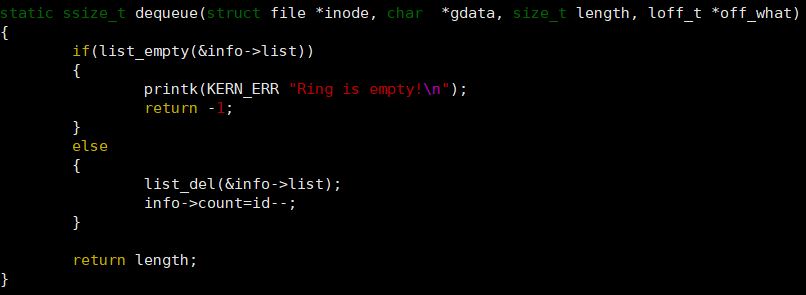 static ssize_t dequeue(struct file *inode, char  *gdata, size_t length, loff_t *off_what)
{
        if(list_empty(&info->list))
        {
                printk(KERN_ERR "Ring is empty!\n");
                return -1;
        }
        else
        {
                list_del(&info->list);
                info->count=id--;
        }

        return length;
}